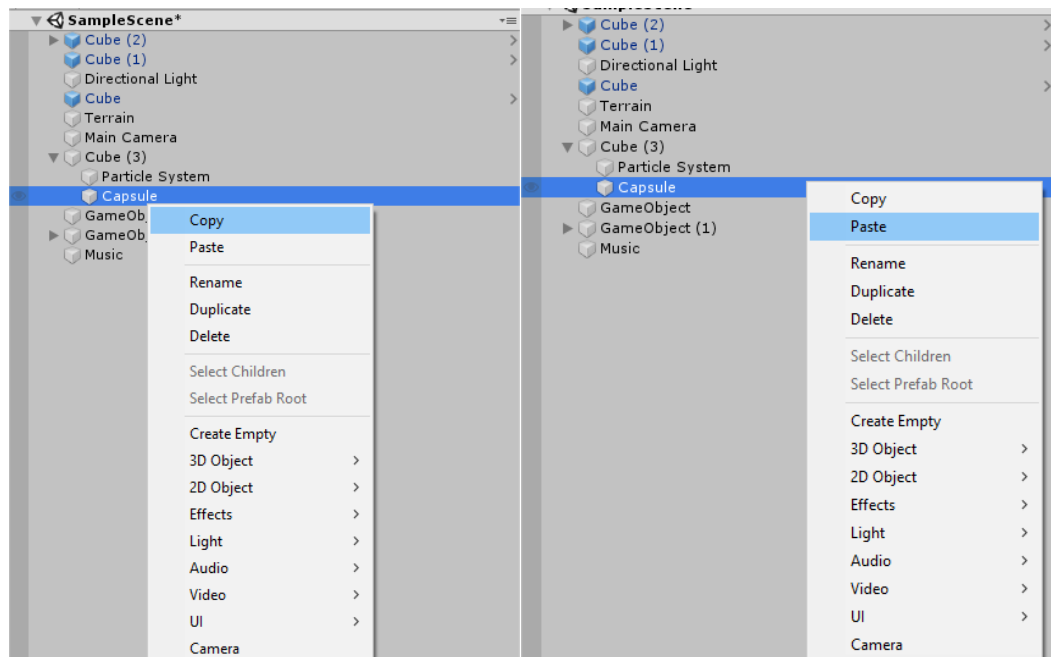 SampleScene*
Cube (2)
Cube (1)
Directional Light
Cube
Terrain
Main Camera
Cube (3)
Particle System
Capsule
GameOb
GameOb
Music
Copy
Paste
Rename
Duplicate
Delete
Select Children
Select Prefab Root
Create Empty
3D Object
2D Object
Effects
Light
Audio
Video
UI
Camera
SampleScene
Cube (2)
Cube (1)
Directional Light
Cube
Terrain
Main Camera
Cube (3)
Particle System
Capsule
GameObject
GameObject (1)
Music
Copy
Paste
Rename
Duplicate
Delete
Select Children
Select Prefab Root
Create Empty
3D Object
2D Object
Effects
Light
Audio
Video
UI
Camera